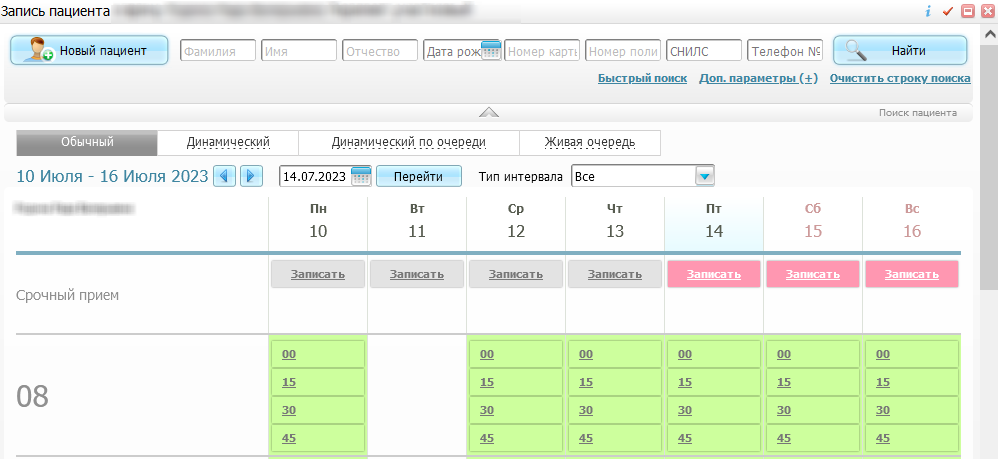 Запись пациента
Новый пациент Фамилия Имя Отчество Дата рож Номер карть Номер поли СНИЛС Телефон № Найти
Быстрый поиск Доп. параметры (+) Очистить строку поиска
Поиск пациента
Обычный Динамический Динамический по очереди Живая очередь
10 Июля - 16 Июля 2023 14.07.2023 Перейти Тип интервала Все
Пн Вт Ср Чт Пт Сб Вс
10 11 12 13 14 15 16
Записать Записать Записать Записать Записать Записать Записать
Срочный прием
08
00 00 00 00 00 00
15 15 15 15 15 15
30 30 30 30 30 30
45 45 45 45 45 45